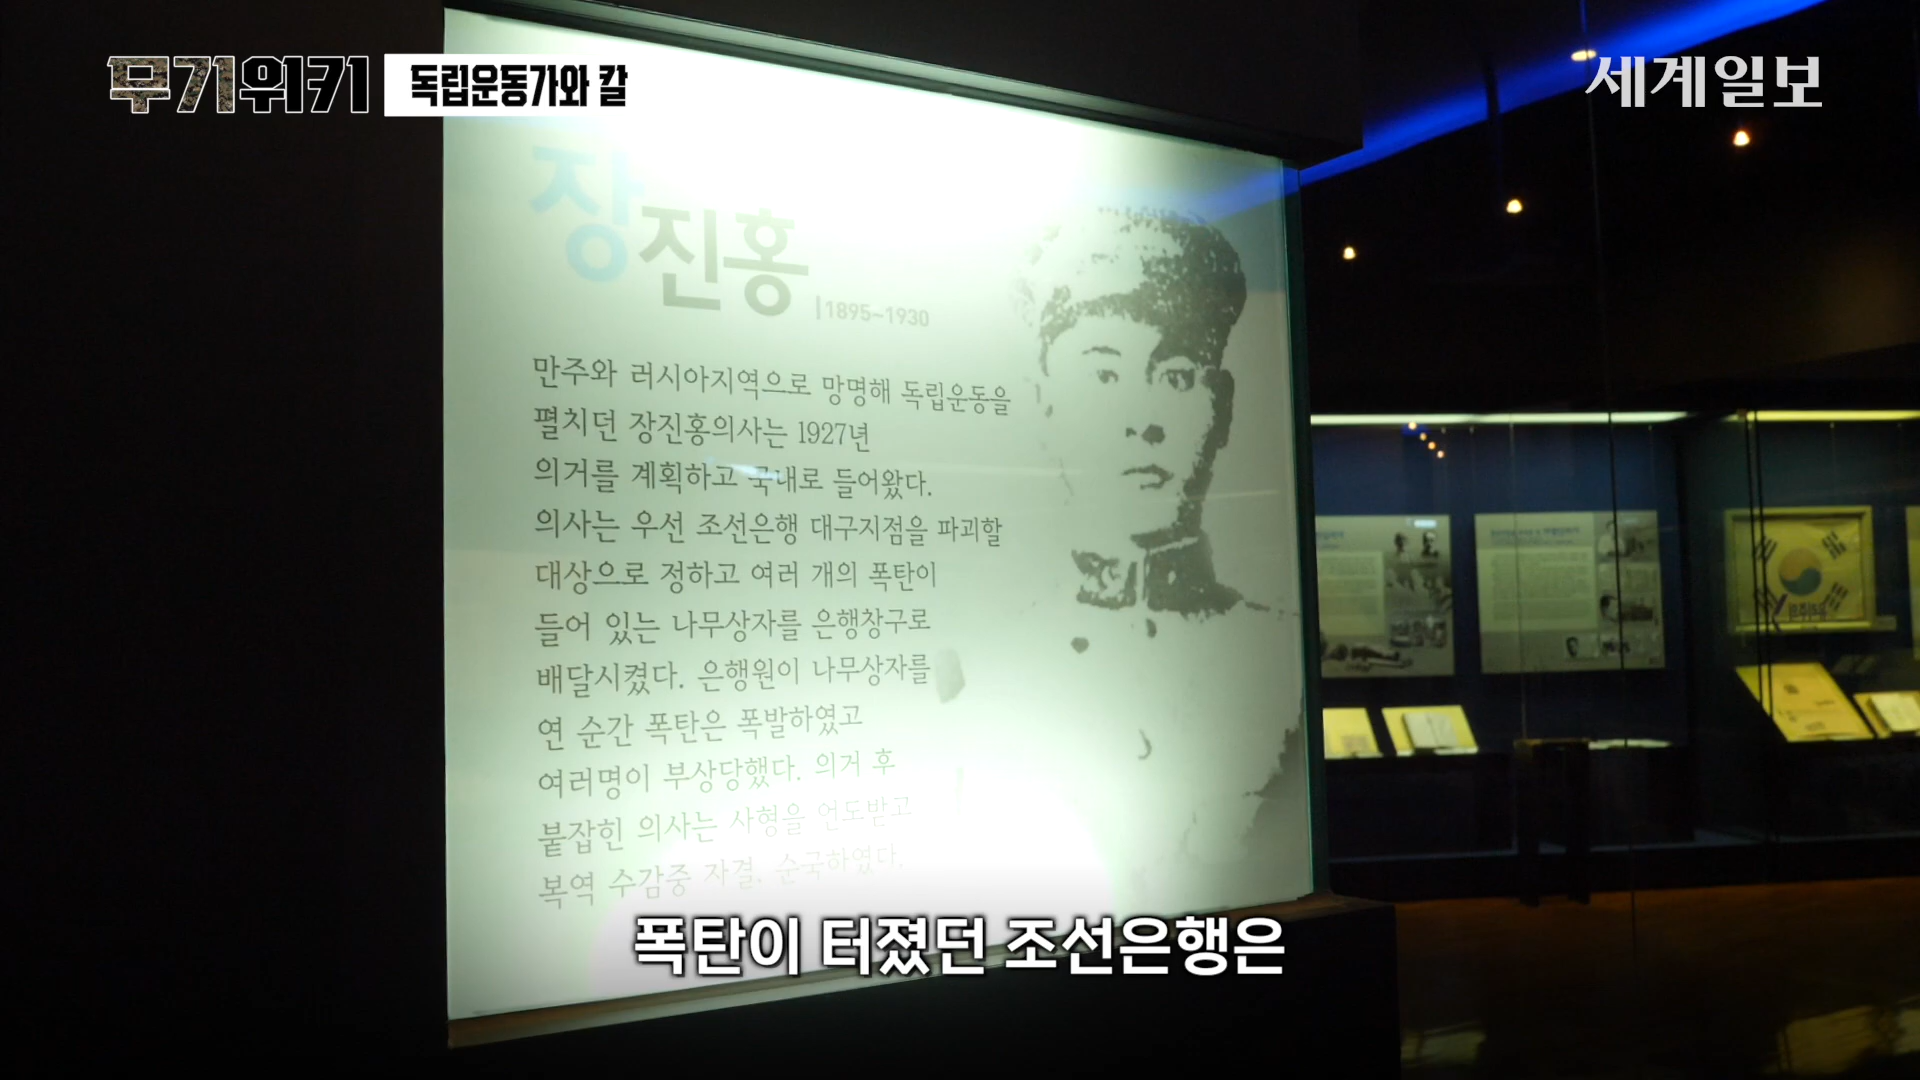 무기위키
독립운동가와 칼
세계일보
장진홍
1895~1930
만주와 러시아지역으로 망명해 독립운동을
펼치던 장진홍의사는 1927년
의거를 계획하고 국내로 들어왔다.
의사는 우선 조선은행 대구지점을 파괴할
대상으로 정하고 여러 개의 폭탄이
들어 있는 나무상자를 은행창구로
배달시켰다. 은행원이 나무상자를
연 순간 폭탄은 폭발하였고
여러명이 부상당했다. 의거 후
붙잡힌 의사는 사형을 언도받고
복역 수감중 자결. 순국하였다.
폭탄이 터졌던 조선은행은